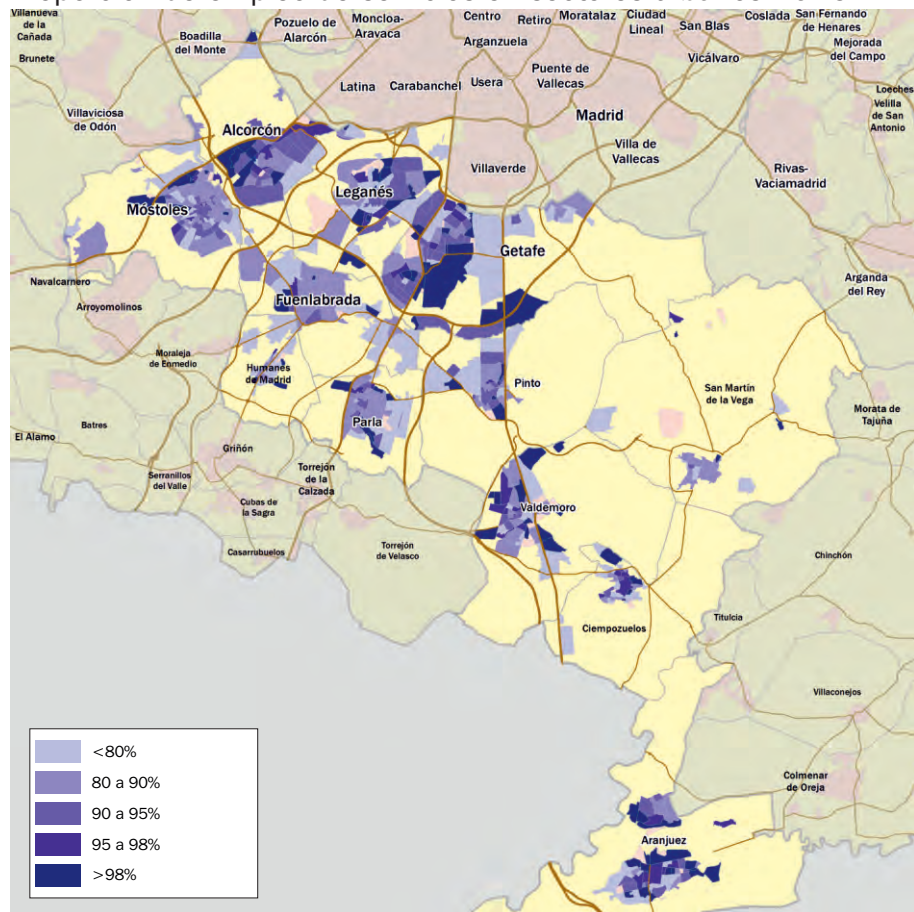 Villanueva
de la
Cañada
Boadilla
del Monte
Pozuelo de
Alarcón
Moncloa-
Aravaca
Centro
Retiro
Moratalaz
Ciudad
Lineal
San Blas
Coslada
San Fernando
de Henares
Brunete
Arganzuela
Vicálvaro
Mejorada
del Campo
Latina
Carabanchel
Usera
Puente de
Vallecas
Loeches
Velilla
de San
Antonio
Villaviciosa
de Odón
Alcorcón
Madrid
Villa de
Vallecas
Villaverde
Rivas-
Vaciamadrid
Leganés
Móstoles
Getafe
Navalcarnero
Arroyomolinos
Fuenlabrada
Arganda
del Rey
Moraleja
de Enmedio
Humanes
de Madrid
Pinto
San Martín
de la Vega
Morata de
Tajuña
Batres
Parla
El Alamo
Griñón
Serranillos
del Valle
Torrejón
de la
Calzada
Cubas de
la Sagra
Valdemoro
Casarrubuelos
Torrejón
de Velasco
Chinchón
Titulcia
Ciempozuelos
Villaconejos
Colmenar
de Oreja
Aranjuez
<80%
80 a 90%
90 a 95%
95 a 98%
>98%